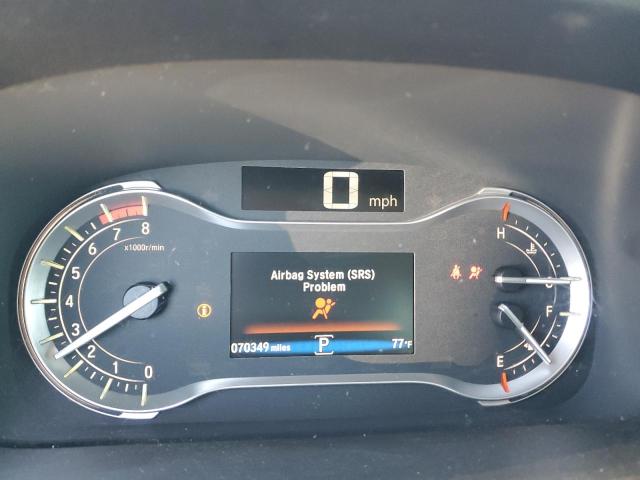 0 mph
8
7
6
5
4
3
2
1
0
x1000r/min
Airbag System (SRS)
Problem
070349 miles P 77°F
H
C
F
E